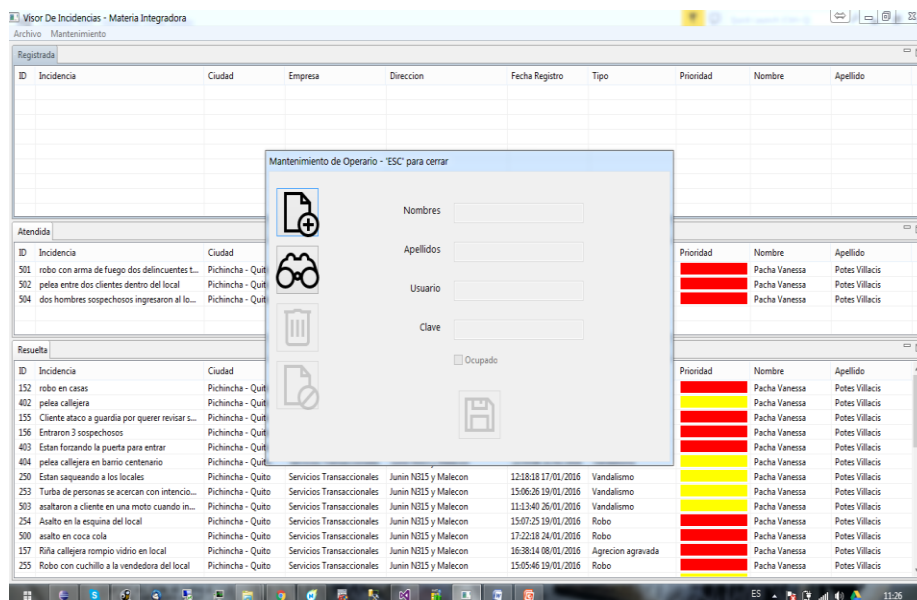 Visor De Incidencias - Materia Integradora
Archivo Mantenimiento
Registrada
ID Incidencia Ciudad Empresa Direccion Fecha Registro Tipo Prioridad Nombre Apellido
Mantenimiento de Operario - 'ESC' para cerrar
Nombres
Apellidos
Usuario
Clave
Ocupado
Atendida
ID Incidencia Ciudad Prioridad Nombre Apellido
501 robo con arma de fuego dos delincuentes t... Pichincha - Quit Pacha Vanessa Potes Villacis
502 pelea entre dos clientes dentro del local Pichincha - Quit Pacha Vanessa Potes Villacis
504 dos hombres sospechosos ingresaron al lo... Pichincha - Quit Pacha Vanessa Potes Villacis
Resuelta
ID Incidencia Ciudad Prioridad Nombre Apellido
152 robo en casas Pichincha - Quit Pacha Vanessa Potes Villacis
402 pelea callejera Pichincha - Quit Pacha Vanessa Potes Villacis
155 Cliente ataco a guardia por querer revisar s... Pichincha - Quit Pacha Vanessa Potes Villacis
156 Entraron 3 sospechosos Pichincha - Quit Pacha Vanessa Potes Villacis
403 Estan forzando la puerta para entrar Pichincha - Quit Pacha Vanessa Potes Villacis
404 pelea callejera en barrio centenario Pichincha - Quit Pacha Vanessa Potes Villacis
250 Estan saqueando a los locales Pichincha - Quito Servicios Transaccionales Junin N315 y Malecon 12:18:18 17/01/2016 Vandalismo Pacha Vanessa Potes Villacis
253 Turba de personas se acercan con intencio... Pichincha - Quito Servicios Transaccionales Junin N315 y Malecon 15:06:26 19/01/2016 Vandalismo Pacha Vanessa Potes Villacis
503 asaltaron a cliente en una moto cuando in... Pichincha - Quito Servicios Transaccionales Junin N315 y Malecon 11:13:40 26/01/2016 Vandalismo Pacha Vanessa Potes Villacis
254 Asalto en la esquina del local Pichincha - Quito Servicios Transaccionales Junin N315 y Malecon 15:07:25 19/01/2016 Robo Pacha Vanessa Potes Villacis
500 asalto en coca cola Pichincha - Quito Servicios Transaccionales Junin N315 y Malecon 17:22:18 24/01/2016 Robo Pacha Vanessa Potes Villacis
157 Riña callejera rompio vidrio en local Pichincha - Quito Servicios Transaccionales Junin N315 y Malecon 16:38:14 08/01/2016 Agrecion agravada Pacha Vanessa Potes Villacis
255 Robo con cuchillo a la vendedora del local Pichincha - Quito Servicios Transaccionales Junin N315 y Malecon 15:05:46 19/01/2016 Robo Pacha Vanessa Potes Villacis
ES 11:26